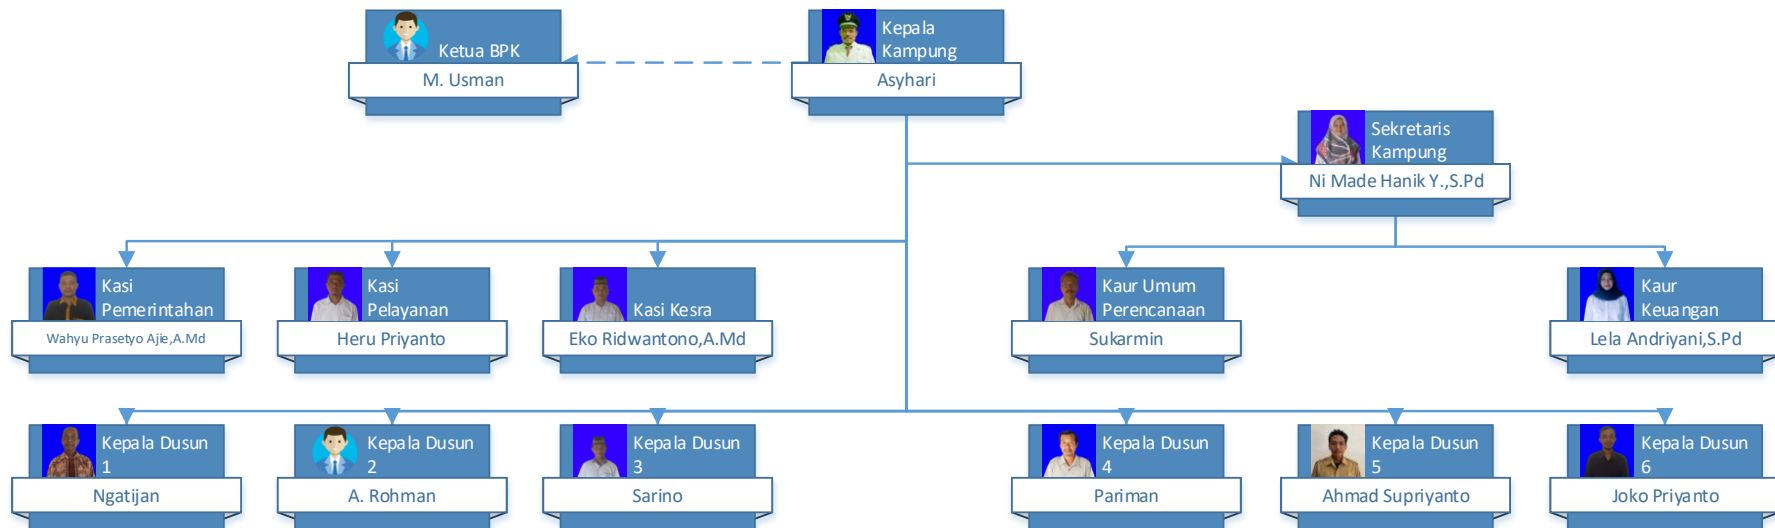 Ketua BPK
M. Usman
Kepala
Kampung
Asyhari
Sekretaris
Kampung
Ni Made Hanik Y.,S.Pd
Kasi
Pemerintahan
Wahyu Prasetyo Ajie,A.Md
Kasi
Pelayanan
Heru Priyanto
Kasi Kesra
Eko Ridwantono,A.Md
Kaur Umum
Perencanaan
Sukarmin
Kaur
Keuangan
Lela Andriyani,S.Pd
Kepala Dusun
1
Ngatijan
Kepala Dusun
2
A. Rohman
Kepala Dusun
3
Sarino
Kepala Dusun
4
Pariman
Kepala Dusun
5
Ahmad Supriyanto
Kepala Dusun
6
Joko Priyanto